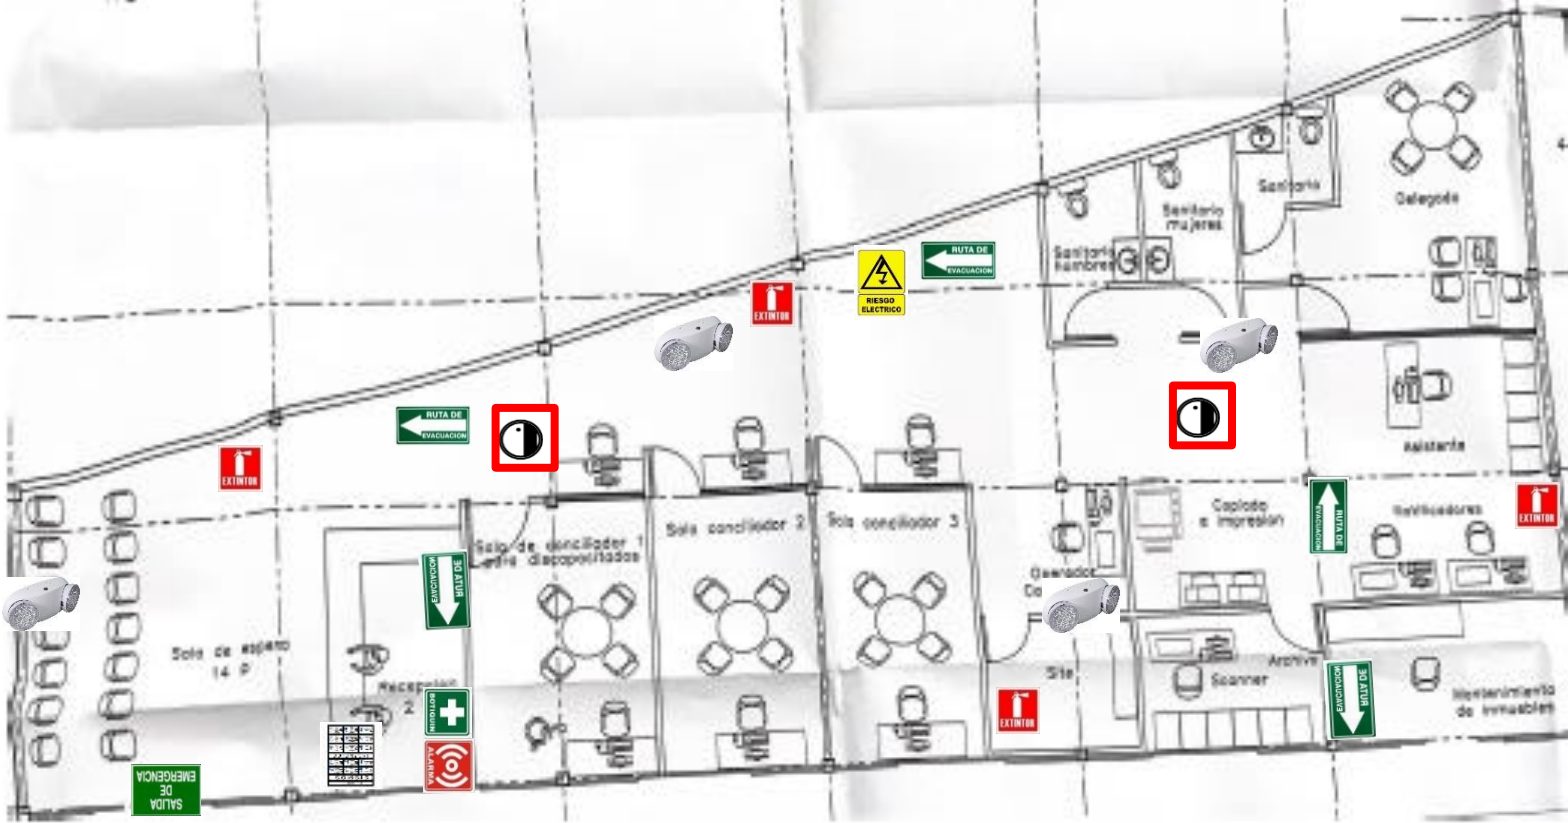 RUTA DE
EVACUACION
RIESGO
ELECTRICO
Sanitario
hombres
Sanitario
mujeres
Sanitario
Delegado
EXTINTOR
RUTA DE
EVACUACION
EXTINTOR
Asistente
Sala de conciliador 1
para discapacitados
Sala conciliador 2
Sala conciliador 3
Copiado
e impresion
RUTA DE
EVACUACION
Notificadores
EXTINTOR
RUTA DE
EVACUACION
Operador
Sala de espera
14 P
Recepcion
2
BOTIQUIN
ALARMA
Site
EXTINTOR
Scanner
Archivo
RUTA DE
EVACUACION
Mantenimiento
de inmuebles
SALIDA
DE
EMERGENCIA